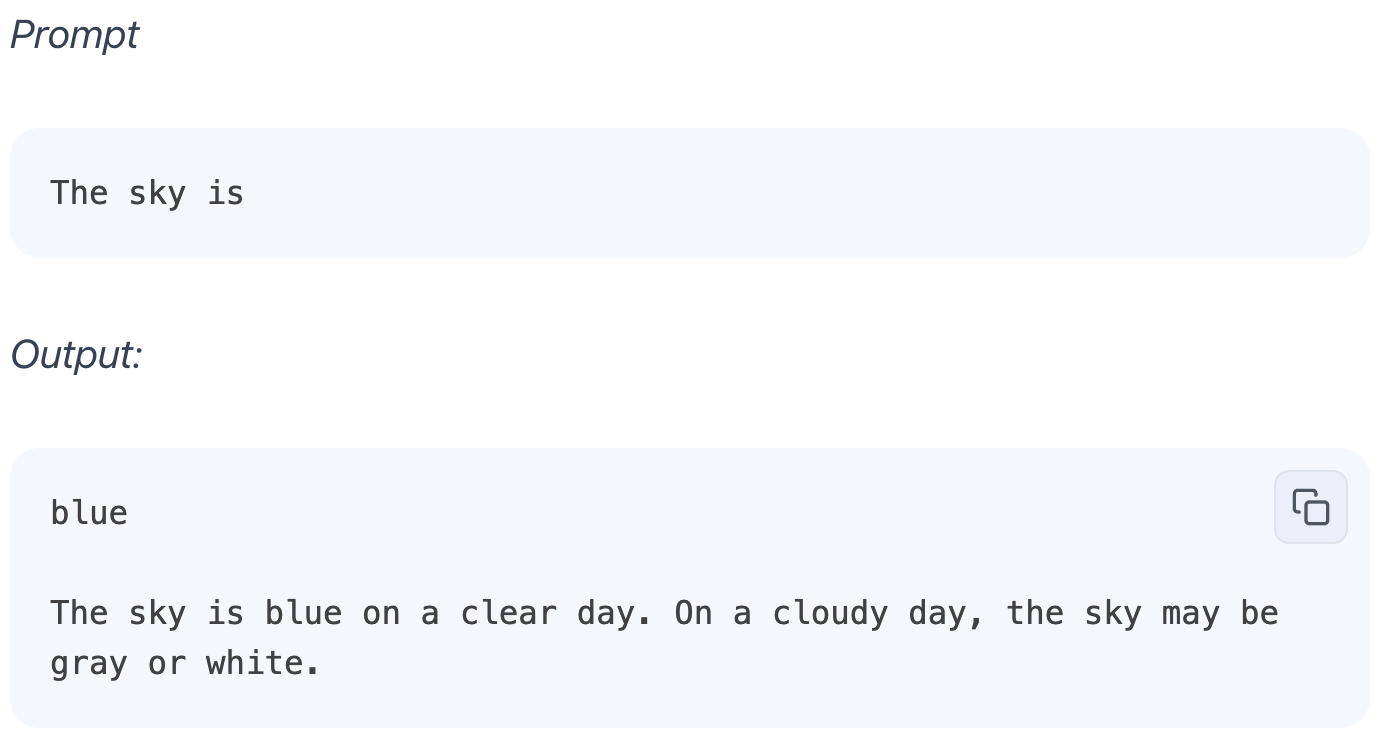 Prompt
The sky is
Output:
blue
The sky is blue on a clear day. On a cloudy day, the sky may be
gray or white.